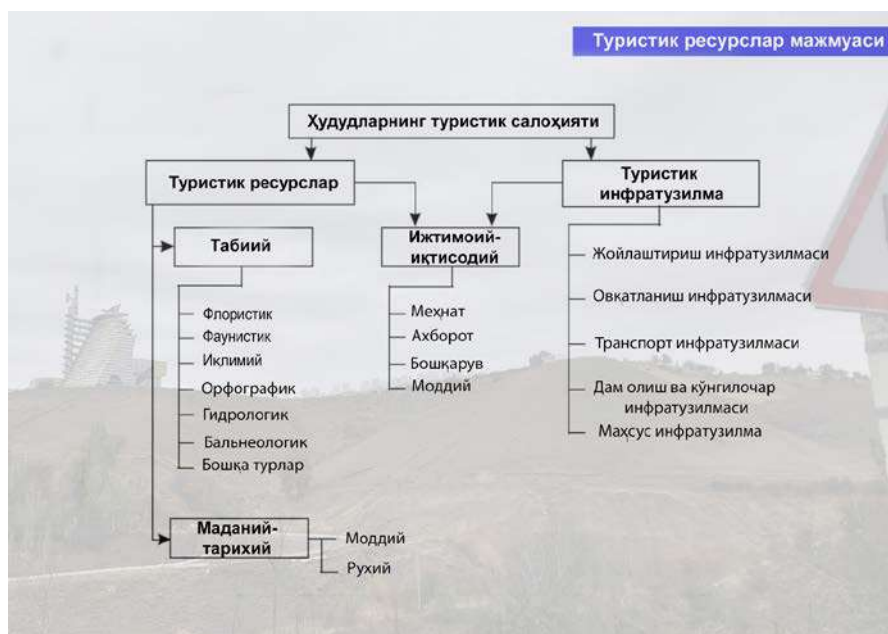 Туристик ресурслар мажмуаси
Ҳудудларнинг туристик салоҳияти
Туристик ресурслар
Туристик
инфратузилма
Табиий
Ижтимоий-
иқтисодий
Флористик
Фаунистик
Иқлимий
Орфографик
Гидрологик
Бальнеологик
Бошқа турлар
Меҳнат
Ахборот
Бошқарув
Моддий
Жойлаштириш инфратузилмаси
Овкатланиш инфратузилмаси
Транспорт инфратузилмаси
Дам олиш ва кўнгилочар
инфратузилмаси
Махсус инфратузилма
Маданий-
тарихий
Моддий
Рухий